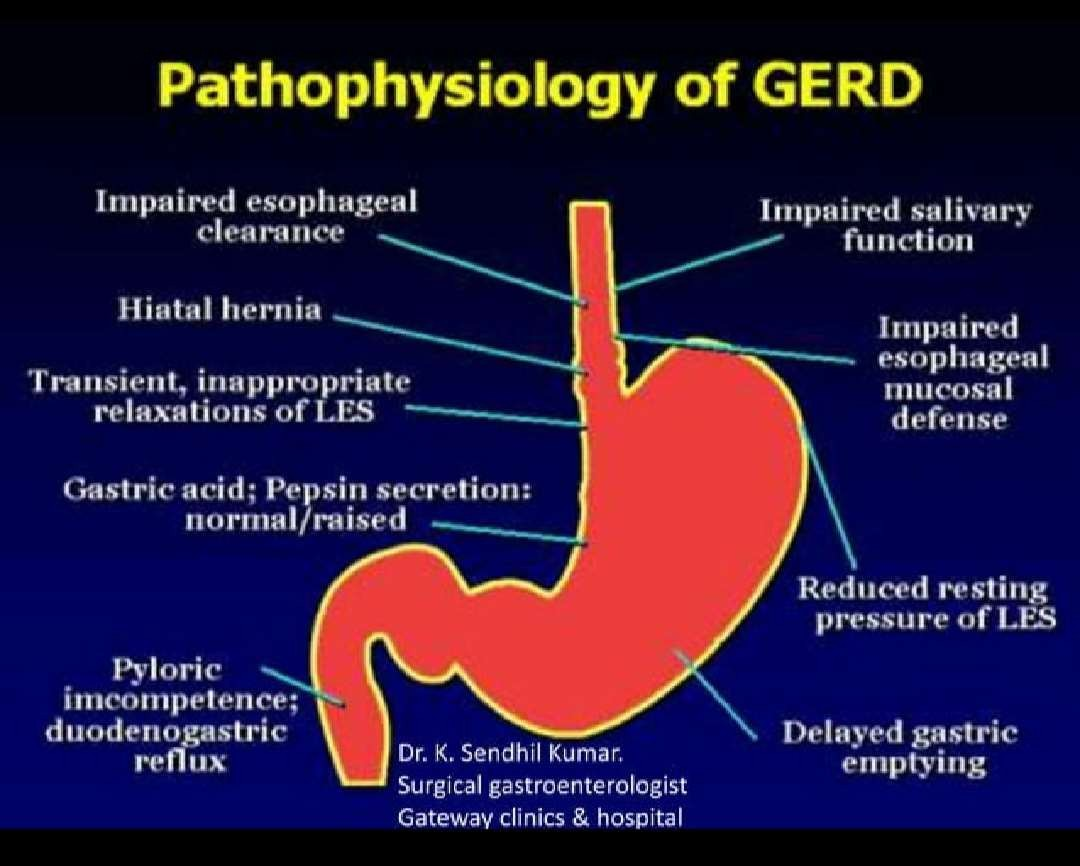 Pathophysiology of GERD
Impaired esophageal
clearance
Hiatal hernia
Transient, inappropriate
relaxations of LES
Gastric acid; Pepsin secretion:
normal/raised
Pyloric
imcompetence;
duodenogastric
reflux
Impaired salivary
function
Impaired
esophageal
mucosal
defense
Reduced resting
pressure of LES
Delayed gastric
emptying
Dr. K. Sendhil Kumar.
Surgical gastroenterologist
Gateway clinics & hospital